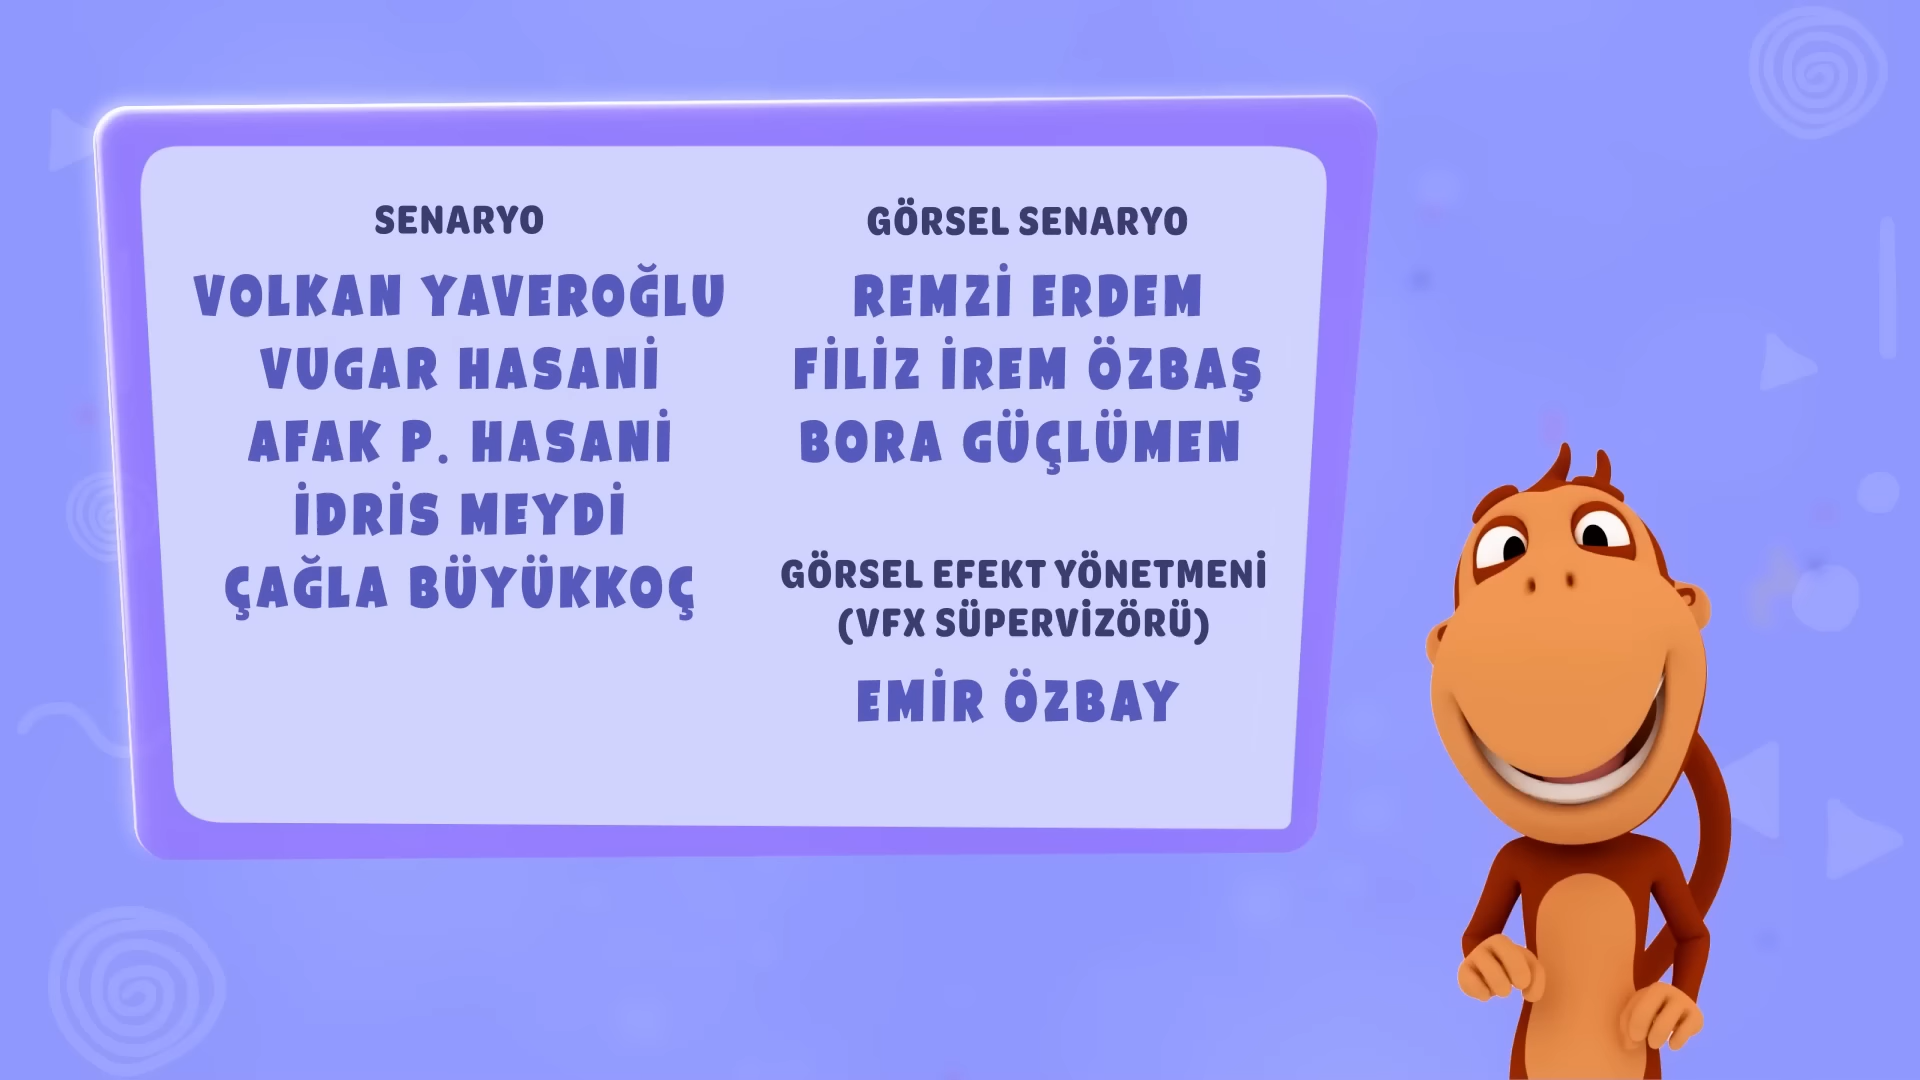 SENARYO
VOLKAN YAVEROĞLU
VUGAR HASANİ
AFAK P. HASANİ
İDRİS MEYDİ
ÇAĞLA BÜYÜKKOÇ
GÖRSEL SENARYO
REMZİ ERDEM
FİLİZ İREM ÖZBAŞ
BORA GÜÇLÜMEN
GÖRSEL EFEKT YÖNETMENİ
(VFX SÜPERVİZÖRÜ)
EMİR ÖZBAY